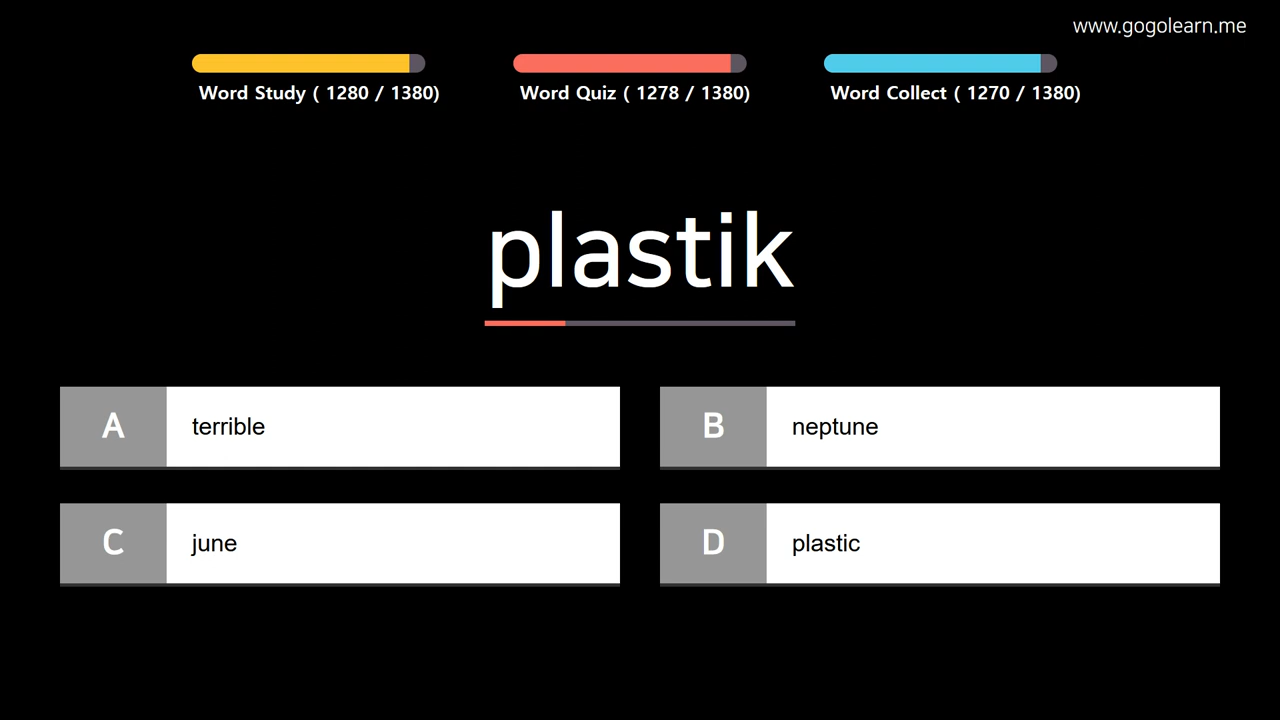 www.gogolearn.me
Word Study ( 1280 / 1380)
Word Quiz ( 1278 / 1380)
Word Collect ( 1270 / 1380)
plastik
A terrible
B neptune
C june
D plastic